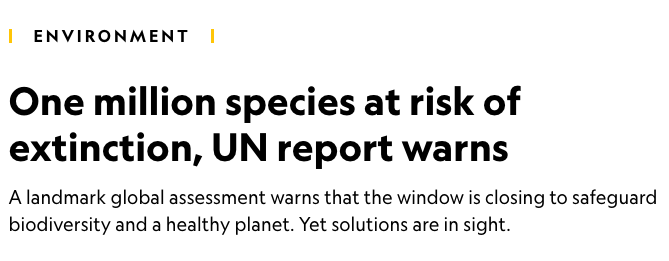 ENVIRONMENT
One million species at risk of
extinction, UN report warns
A landmark global assessment warns that the window is closing to safeguard
biodiversity and a healthy planet. Yet solutions are in sight.